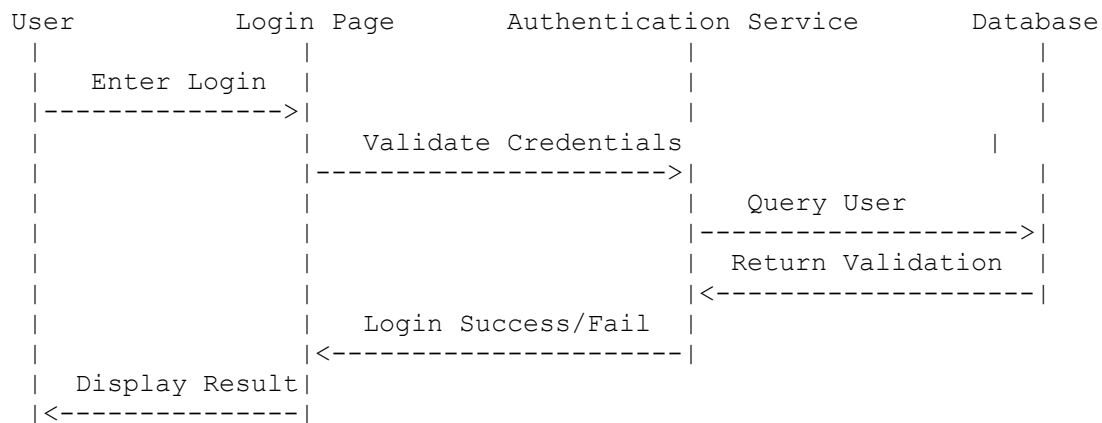 User Login Page Authentication Service Database
Enter Login
Validate Credentials
Query User
Return Validation
Login Success/Fail
Display Result